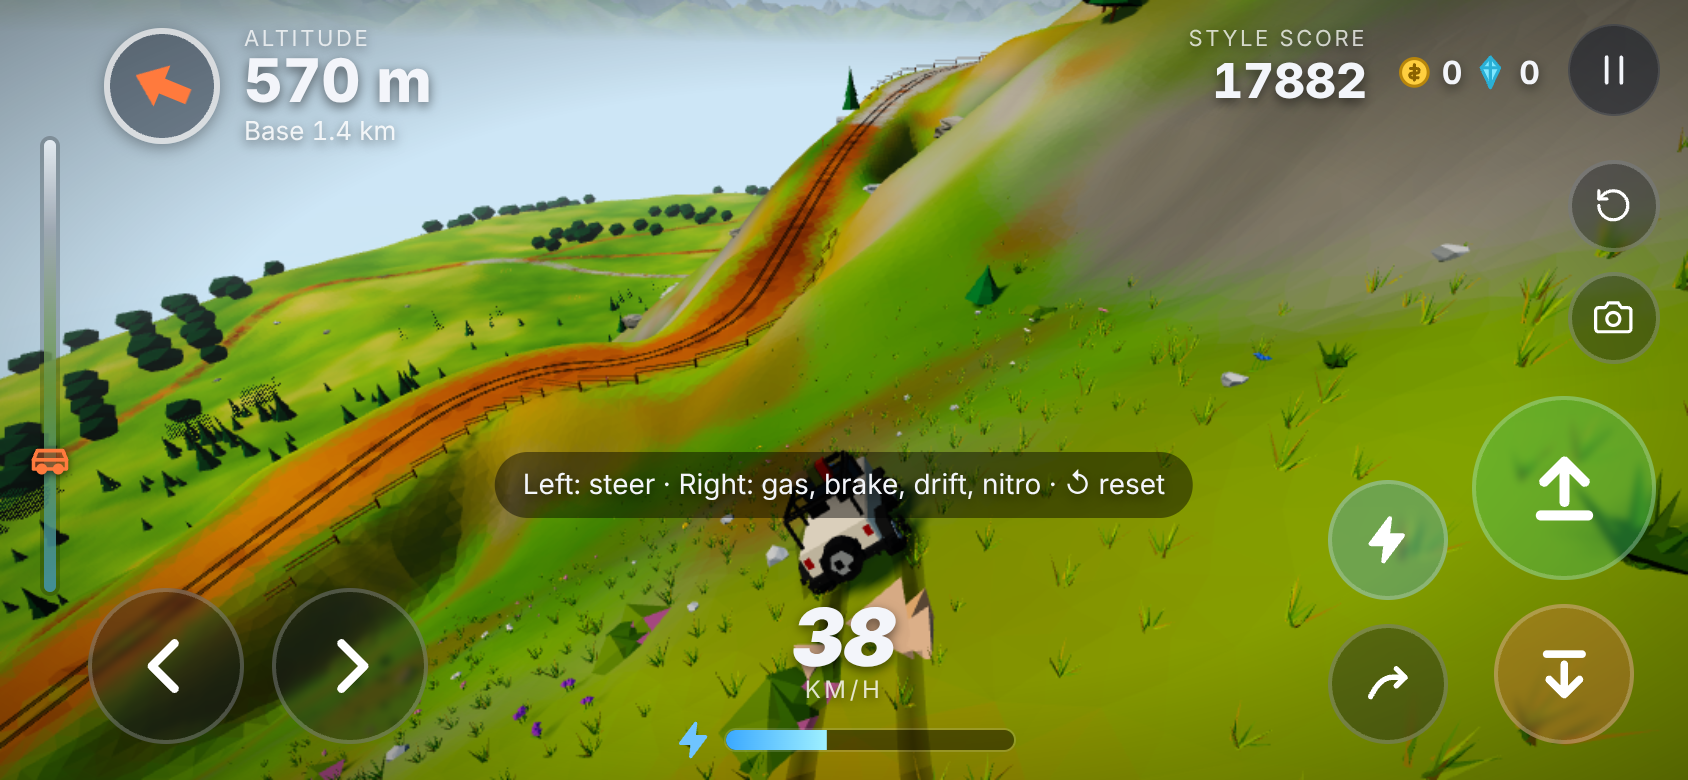 ALTITUDE
570 m
Base 1.4 km
STYLE SCORE
17882
0
0
Left: steer · Right: gas, brake, drift, nitro · reset
38
KM/H